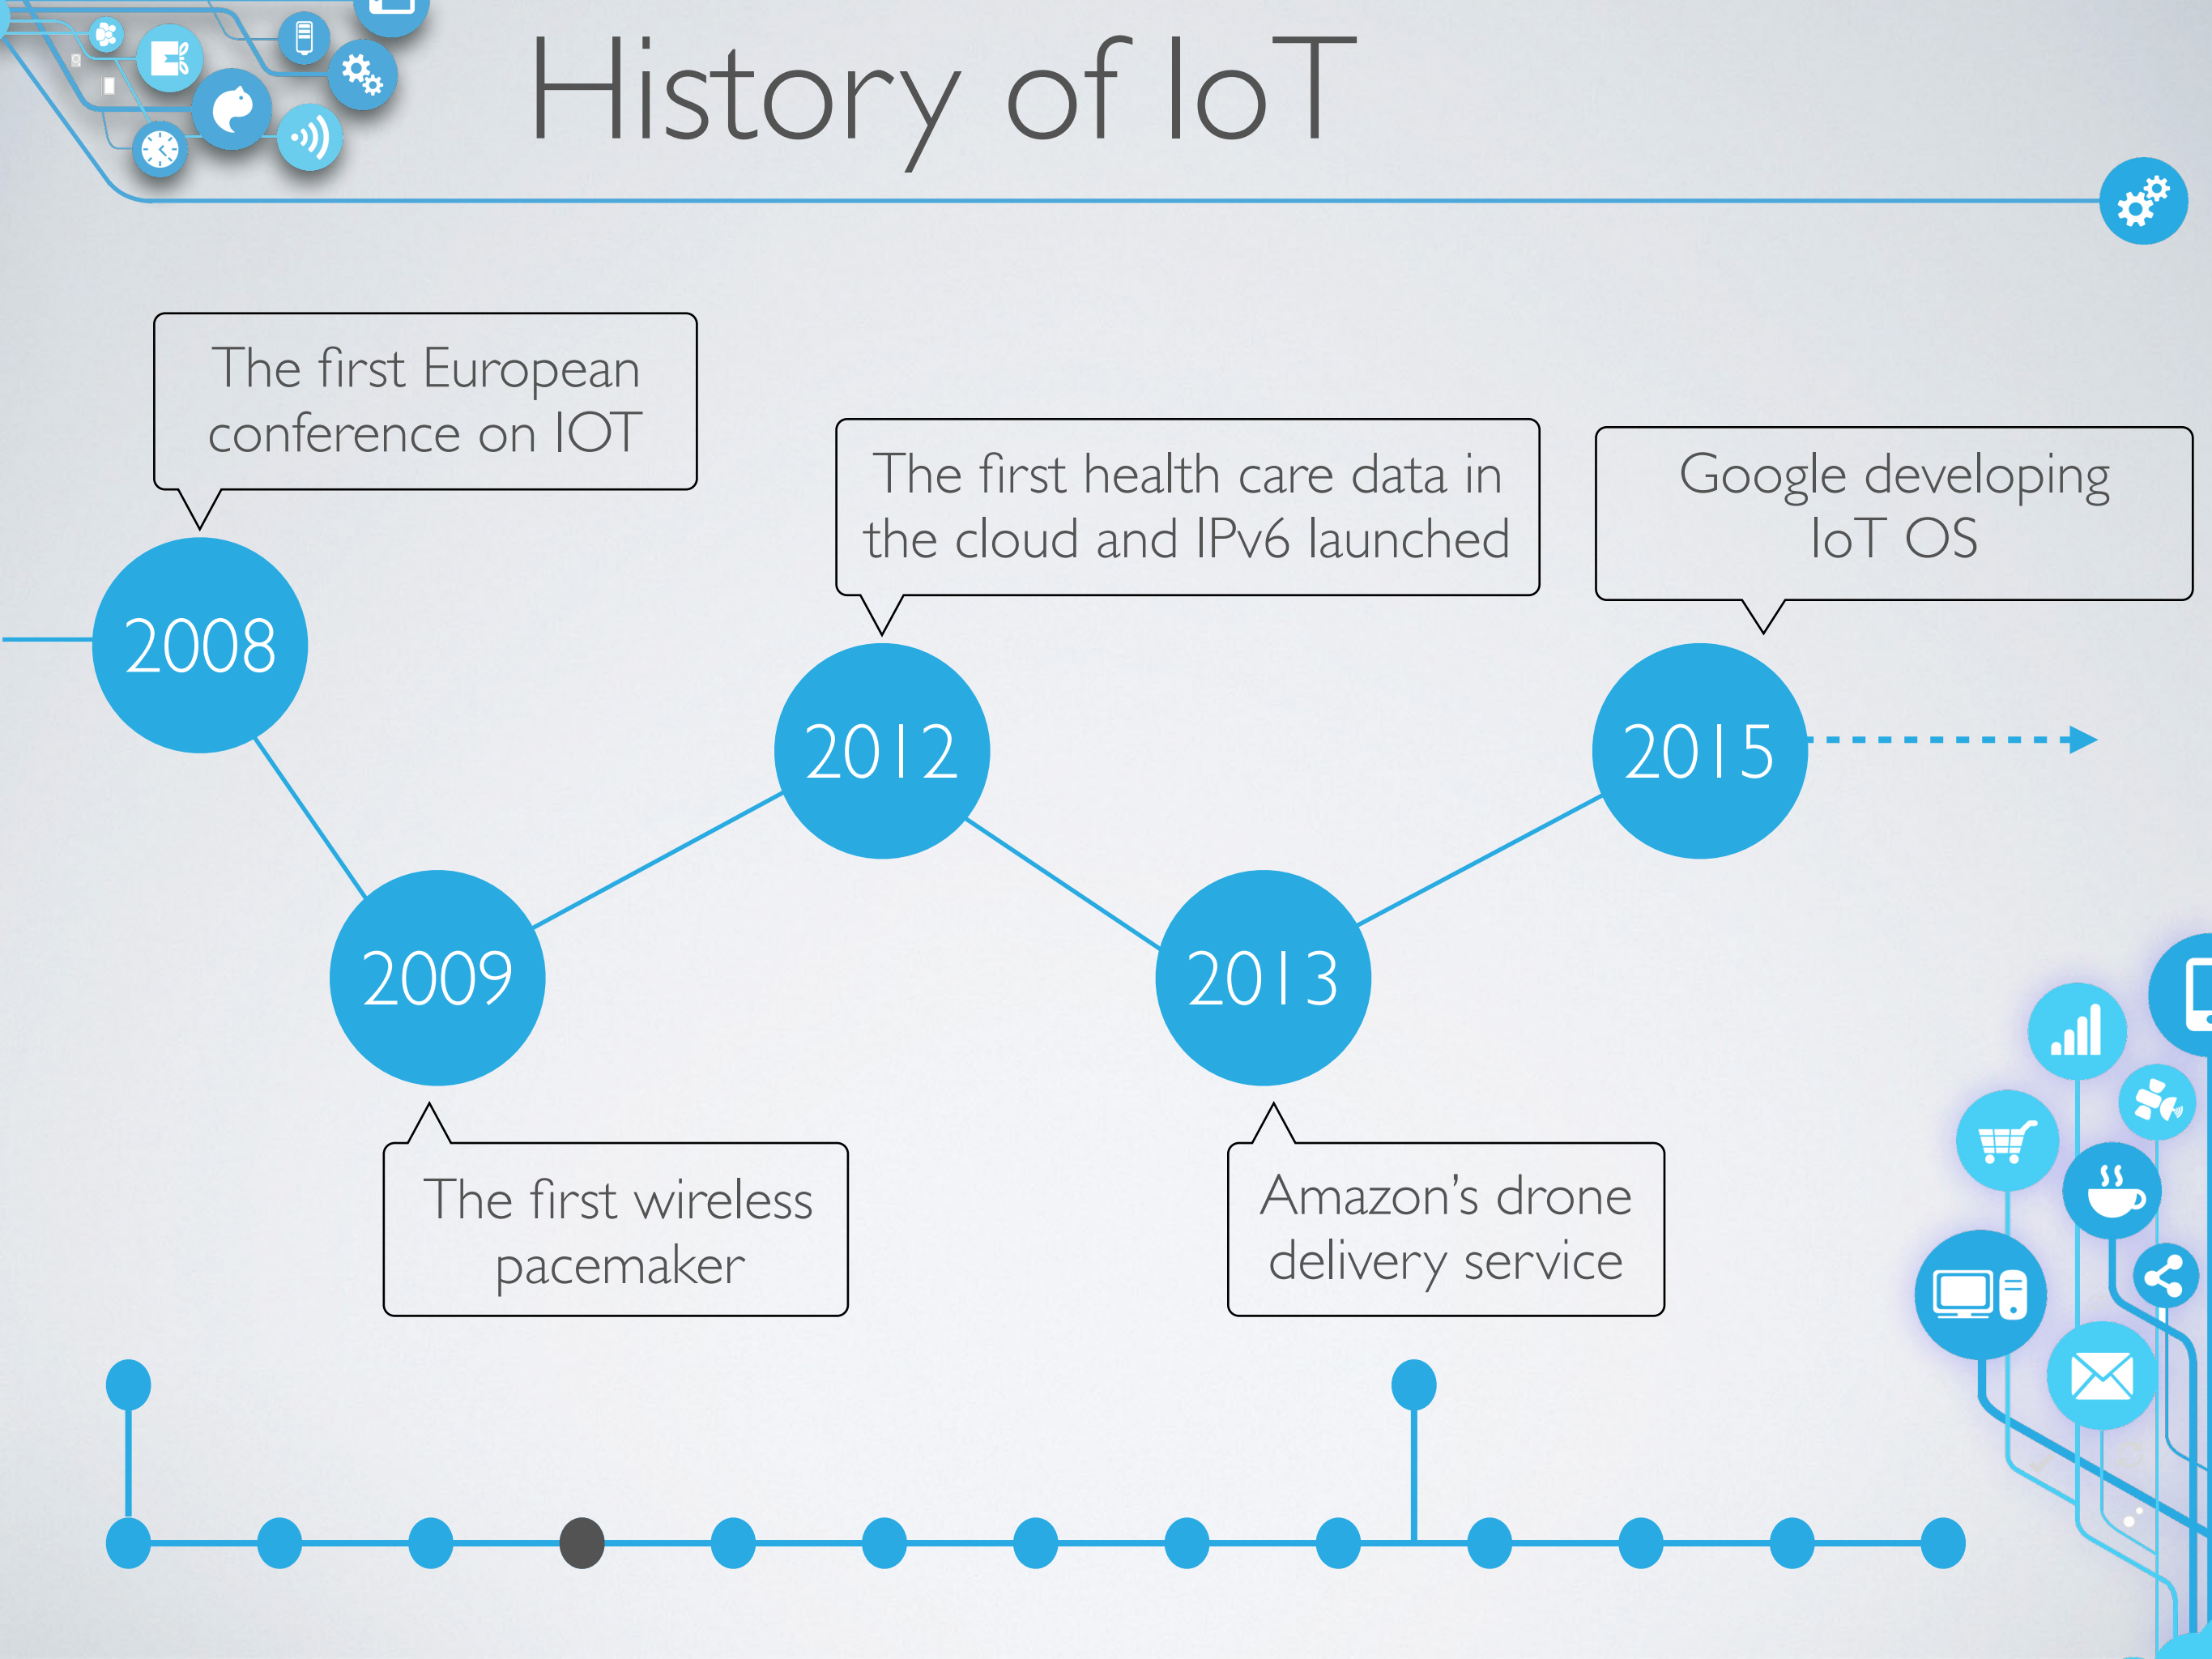 History of IoT
The first European
conference on IOT
The first health care data in
the cloud and IPv6 launched
Google developing
IoT OS
2008
2012
2015
2009
2013
The first wireless
pacemaker
Amazon's drone
delivery service